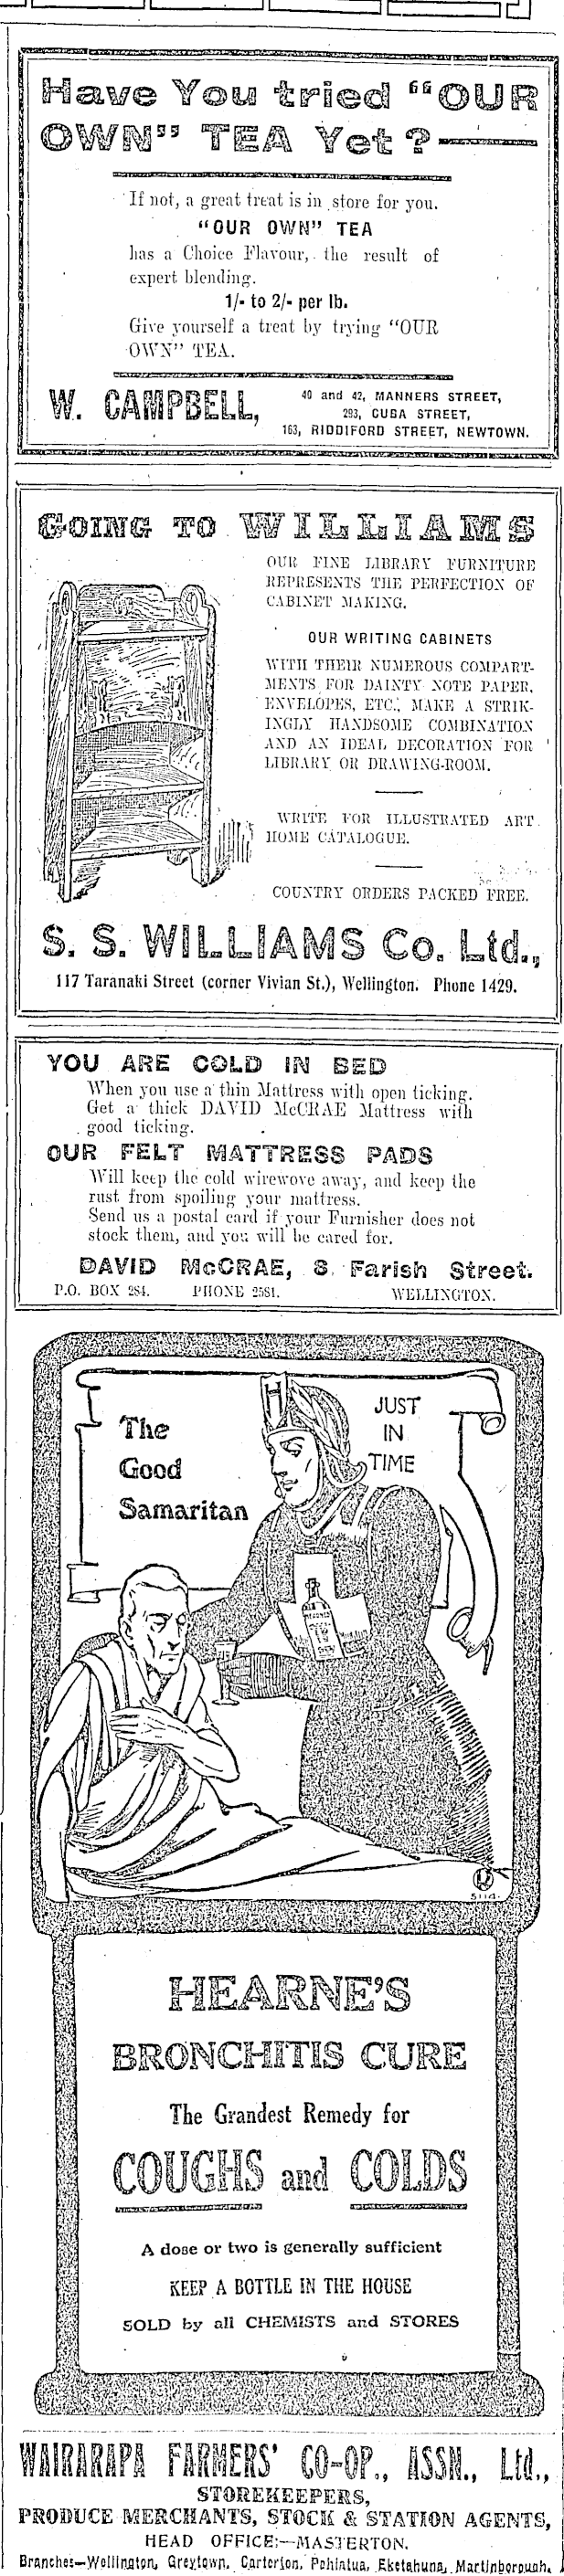 Have You tried "OUR
OWN" TEA Yet?
If not, a great treat is in store for you.
"OUR OWN" TEA
has a Choice Flavour, the result of
expert blending.
1/- to 2/- per lb.
Give yourself a treat by trying "OUR
OWN" TEA.
W. CAMPBELL,
40 and 42, MANNERS STREET,
293, CUBA STREET,
163, RIDDIFORD STREET, NEWTOWN.
GOING TO WILLIAMS
OUR FINE LIBRARY FURNITURE
REPRESENTS THE PERFECTION OF
CABINET MAKING.
OUR WRITING CABINETS
WITH THEIR NUMEROUS COMPART-
MENTS FOR DAINTY NOTE PAPER,
ENVELOPES, ETC., MAKE A STRIK-
INGLY HANDSOME COMBINATION
AND AN IDEAL DECORATION FOR
LIBRARY OR DRAWING-ROOM.
WRITE FOR ILLUSTRATED ART
HOME CATALOGUE.
COUNTRY ORDERS PACKED FREE.
S. S. WILLIAMS Co. Ltd.,
117 Taranaki Street (corner Vivian St.), Wellington. Phone 1429.
YOU ARE COLD IN BED
When you use a thin Mattress with open ticking.
Get a thick DAVID McCRAE Mattress with
good ticking.
OUR FELT MATTRESS PADS
Will keep the cold wirewove away, and keep the
rust from spoiling your mattress.
Send us a postal card if your Furnisher does not
stock them, and you will be cared for.
DAVID McCRAE, 8 Farish Street.
P.O. BOX 284. PHONE 2581. WELLINGTON.
The
Good
Samaritan
JUST
IN
TIME
H
HEARNE'S
BRONCHITIS CURE
The Grandest Remedy for
COUGHS and COLDS
A dose or two is generally sufficient
KEEP A BOTTLE IN THE HOUSE
SOLD by all CHEMISTS and STORES
WAIRARAPA FARMERS' CO-OP., ASSN., Ltd.,
STOREKEEPERS,
PRODUCE MERCHANTS, STOCK & STATION AGENTS,
HEAD OFFICE:—MASTERTON.
Branches—Wellington, Greytown, Carterton, Pahiatua, Eketahuna, Martinborough.